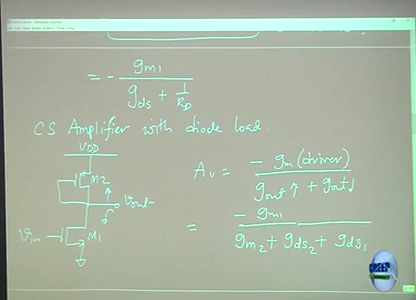 = - gm1 / (gds + 1/RD)
CS Amplifier with diode load.
VDD
M2
Vout
Vin
M1
Av = - gm (driver) / (gout↑ + gout↓)
= - gm1 / (gm2 + gds2 + gds1)